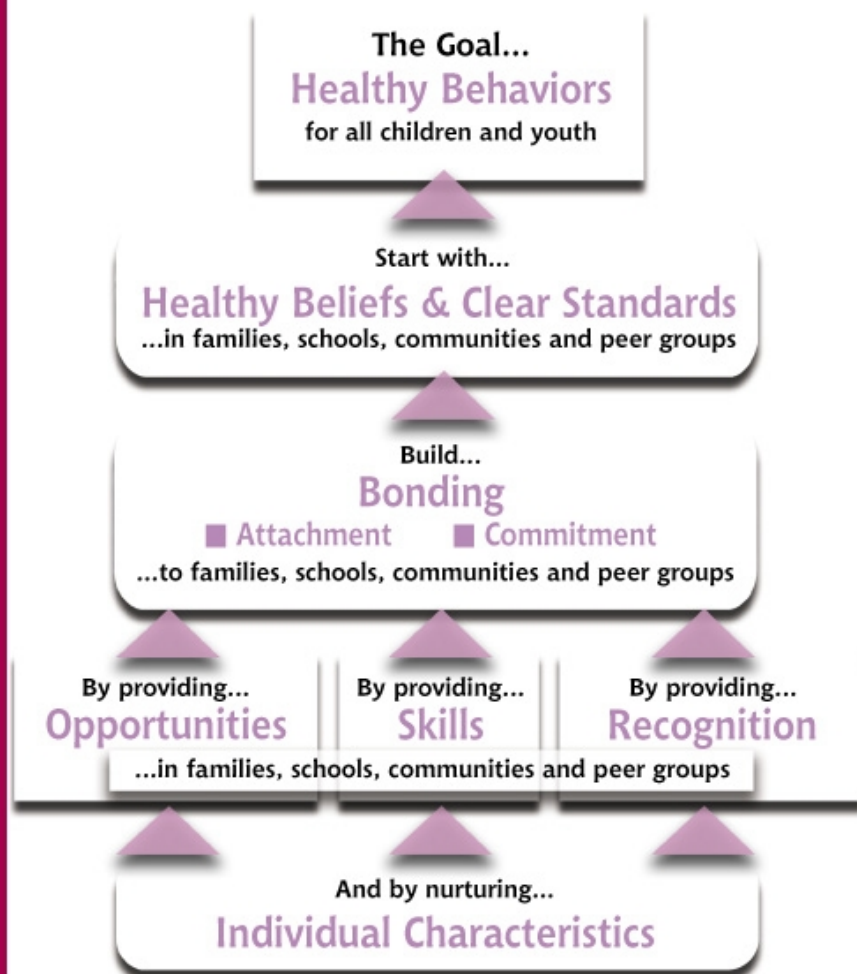 The Goal...
Healthy Behaviors
for all children and youth
Start with...
Healthy Beliefs & Clear Standards
...in families, schools, communities and peer groups
Build...
Bonding
■ Attachment ■ Commitment
...to families, schools, communities and peer groups
By providing... By providing... By providing...
Opportunities Skills Recognition
...in families, schools, communities and peer groups
And by nurturing...
Individual Characteristics